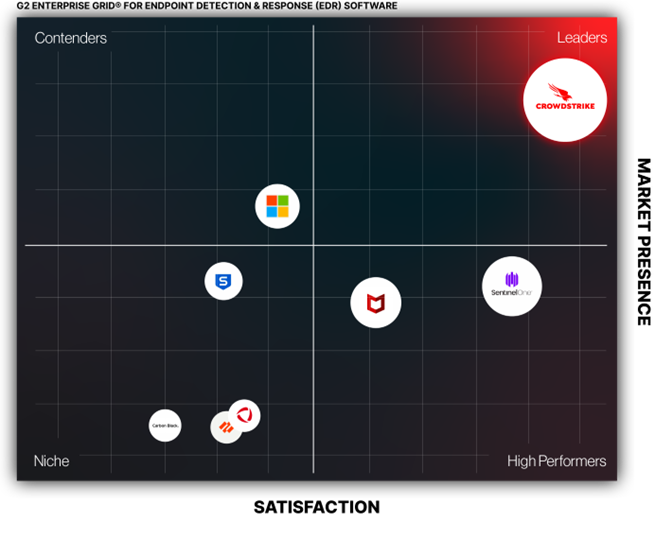 G2 ENTERPRISE GRID® FOR ENDPOINT DETECTION & RESPONSE (EDR) SOFTWARE
Contenders
Leaders
CROWDSTRIKE
MARKET PRESENCE
S
SentinelOne
Carbon Black.
Niche
High Performers
SATISFACTION